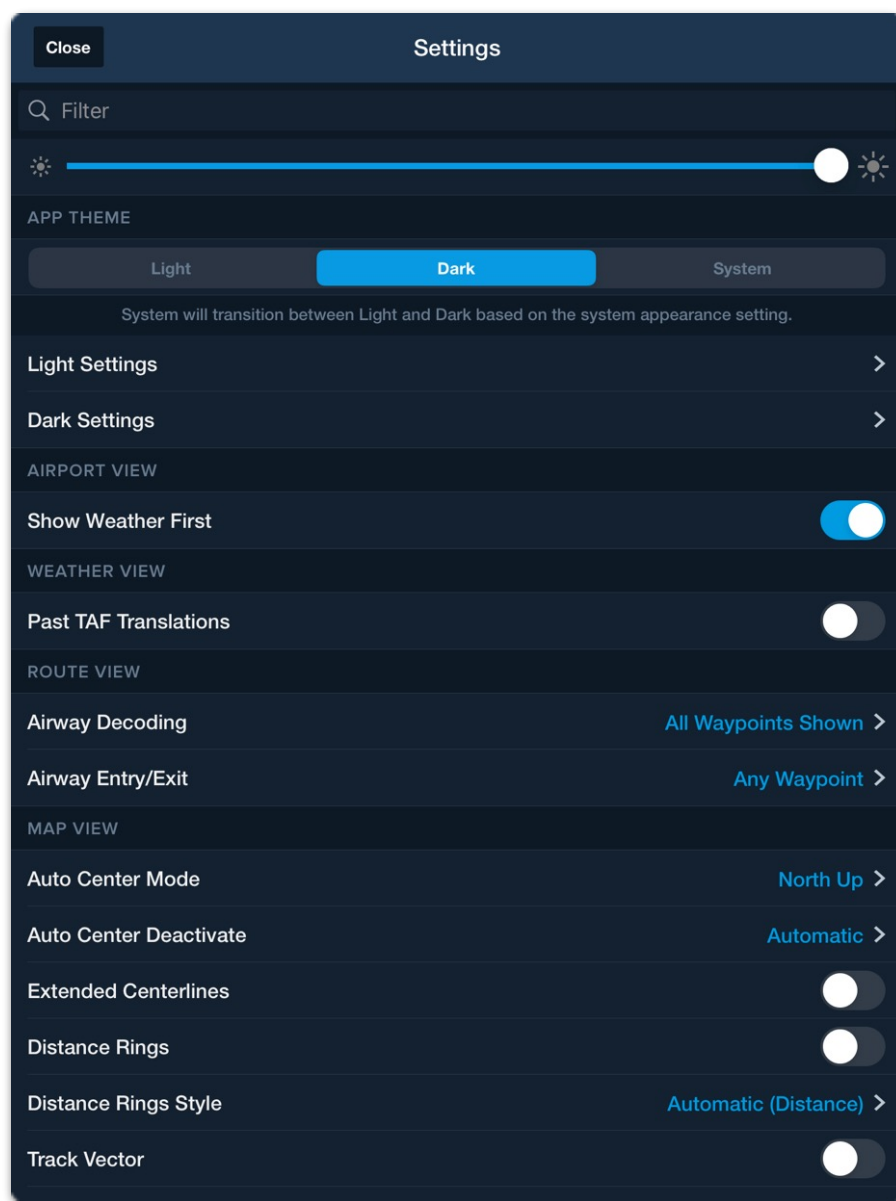 Close
Settings
Filter
APP THEME
Light Dark System
System will transition between Light and Dark based on the system appearance setting.
Light Settings
Dark Settings
AIRPORT VIEW
Show Weather First
WEATHER VIEW
Past TAF Translations
ROUTE VIEW
Airway Decoding All Waypoints Shown
Airway Entry/Exit Any Waypoint
MAP VIEW
Auto Center Mode North Up
Auto Center Deactivate Automatic
Extended Centerlines
Distance Rings
Distance Rings Style Automatic (Distance)
Track Vector